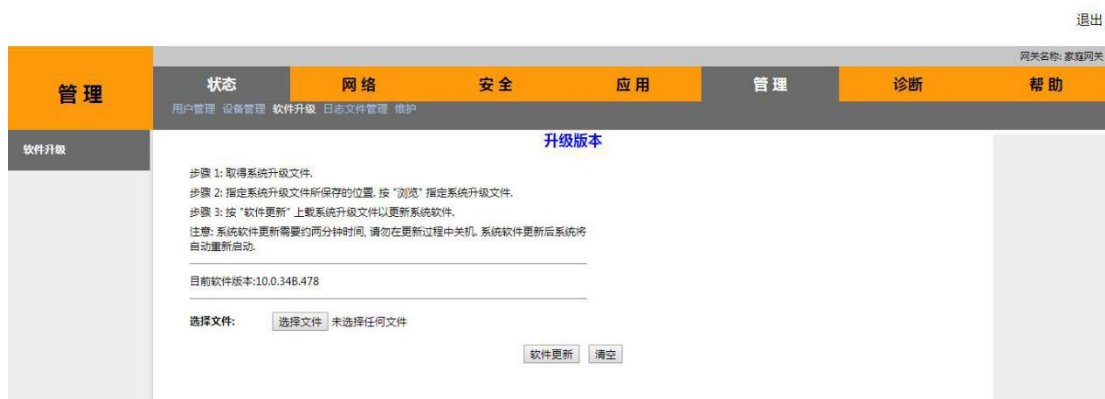 退出
网关名称: 家庭网关
管理
状态 网络 安全 应用 管理 诊断 帮助
用户管理 设备管理 软件升级 日志文件管理 维护
软件升级
升级版本
步骤 1: 取得系统升级文件.
步骤 2: 指定系统升级文件所保存的位置. 按 "浏览" 指定系统升级文件.
步骤 3: 按 "软件更新" 上载系统升级文件以更新系统软件.
注意: 系统软件更新需要约两分钟时间, 请勿在更新过程中关机. 系统软件更新后系统将
自动重新启动.
目前软件版本:10.0.34B.478
选择文件: 选择文件 未选择任何文件
软件更新 清空